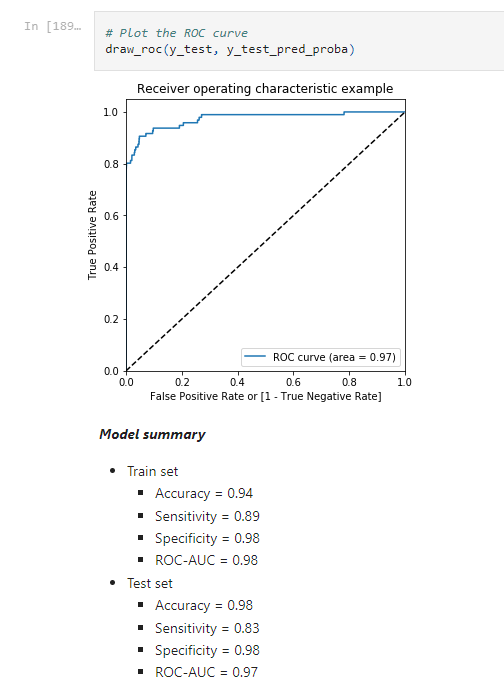 In [189…
# Plot the ROC curve
draw_roc(y_test, y_test_pred_proba)
Receiver operating characteristic example
1.0
0.8
0.6
0.4
0.2
0.0
True Positive Rate
ROC curve (area = 0.97)
0.0 0.2 0.4 0.6 0.8 1.0
False Positive Rate or [1 - True Negative Rate]
Model summary
• Train set
▪ Accuracy = 0.94
▪ Sensitivity = 0.89
▪ Specificity = 0.98
▪ ROC-AUC = 0.98
• Test set
▪ Accuracy = 0.98
▪ Sensitivity = 0.83
▪ Specificity = 0.98
▪ ROC-AUC = 0.97